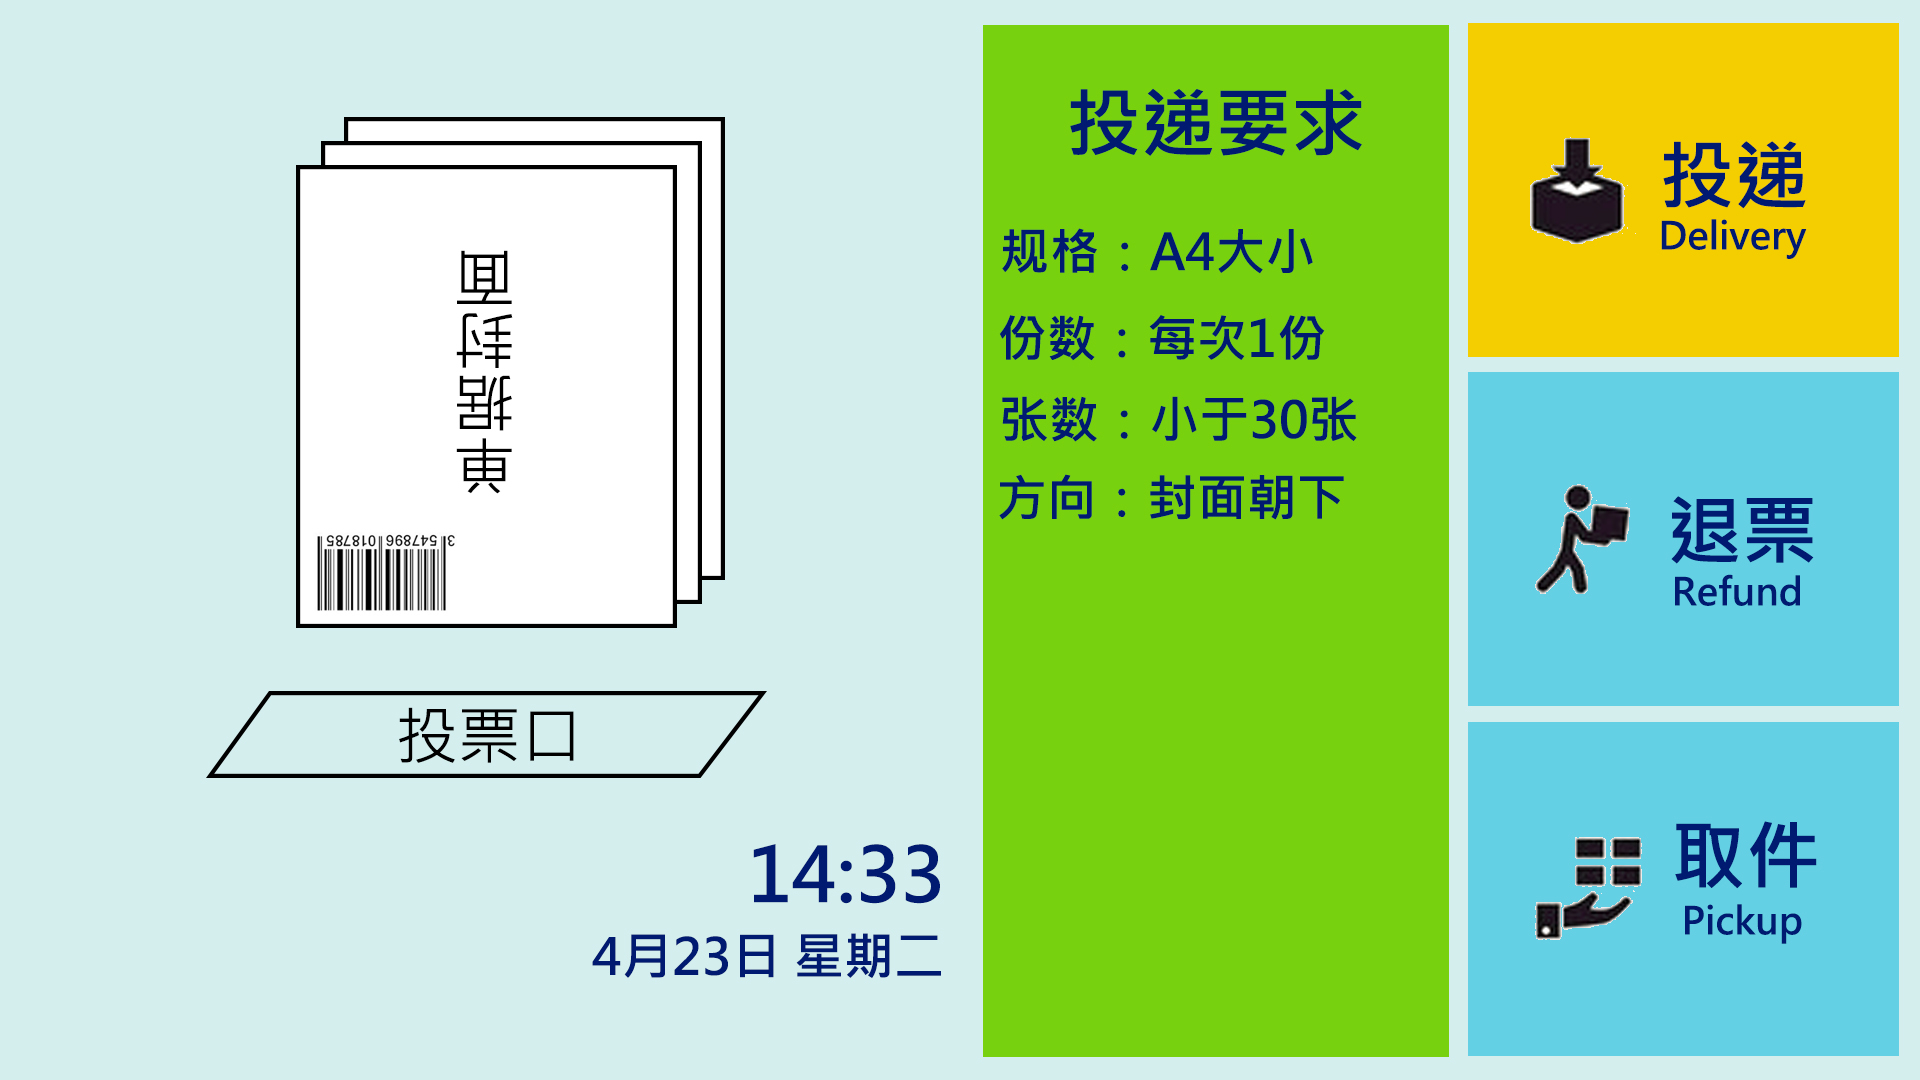 单据封面
3 547896 018785
投票口
14:33
4月23日 星期二
投递要求
规格：A4大小
份数：每次1份
张数：小于30张
方向：封面朝下
投递
Delivery
退票
Refund
取件
Pickup